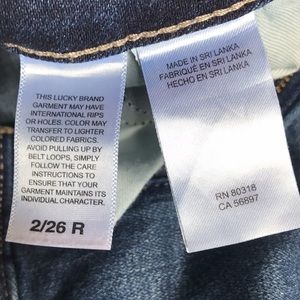 THIS LUCKY BRAND
GARMENT MAY HAVE
INTERNATIONAL RIPS
OR HOLES. COLOR MAY
TRANSFER TO LIGHTER
COLORED FABRICS.
AVOID PULLING UP BY
BELT LOOPS, SIMPLY
FOLLOW THE CARE
INSTRUCTIONS TO
ENSURE THAT YOUR
GARMENT MAINTAINS ITS
INDIVIDUAL CHARACTER.
2/26 R
MADE IN SRI LANKA
FABRIQUÉ EN SRI LANKA
HECHO EN SRI LANKA
RN 80318
CA 56897